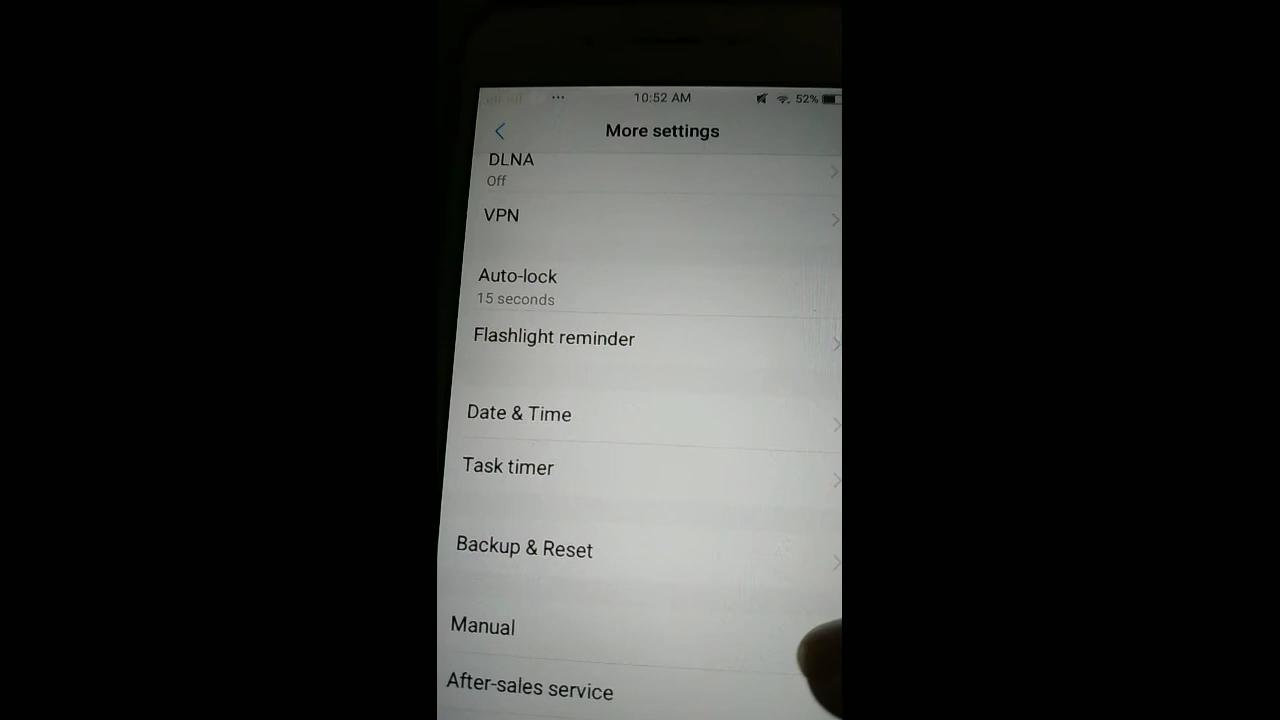 10:52 AM 52%
More settings
DLNA
Off
VPN
Auto-lock
15 seconds
Flashlight reminder
Date & Time
Task timer
Backup & Reset
Manual
After-sales service